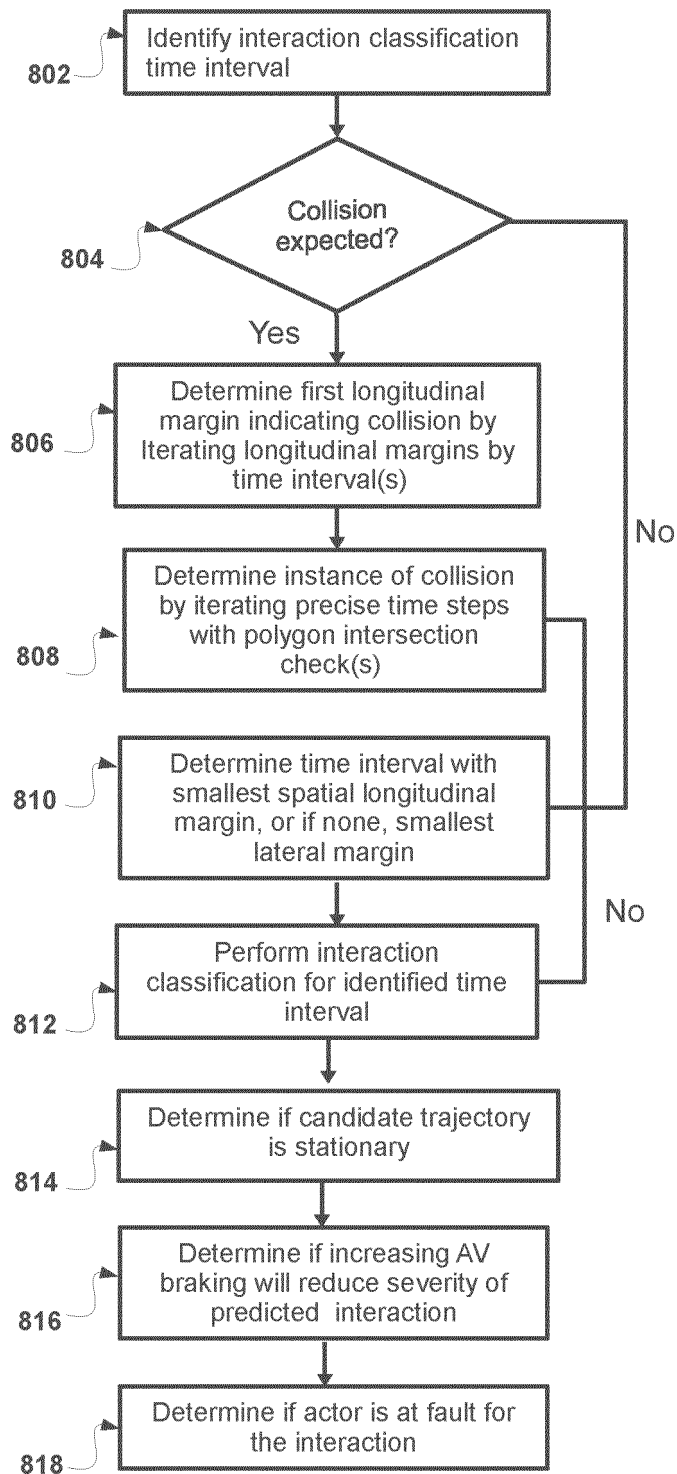 Identify interaction classification
time interval
802
Collision
expected?
804
Yes
Determine first longitudinal
margin indicating collision by
Iterating longitudinal margins by
time interval(s)
806
No
Determine instance of collision
by iterating precise time steps
with polygon intersection
check(s)
808
Determine time interval with
smallest spatial longitudinal
margin, or if none, smallest
lateral margin
810
No
Perform interaction
classification for identified time
interval
812
Determine if candidate trajectory
is stationary
814
Determine if increasing AV
braking will reduce severity of
predicted interaction
816
Determine if actor is at fault for
the interaction
818